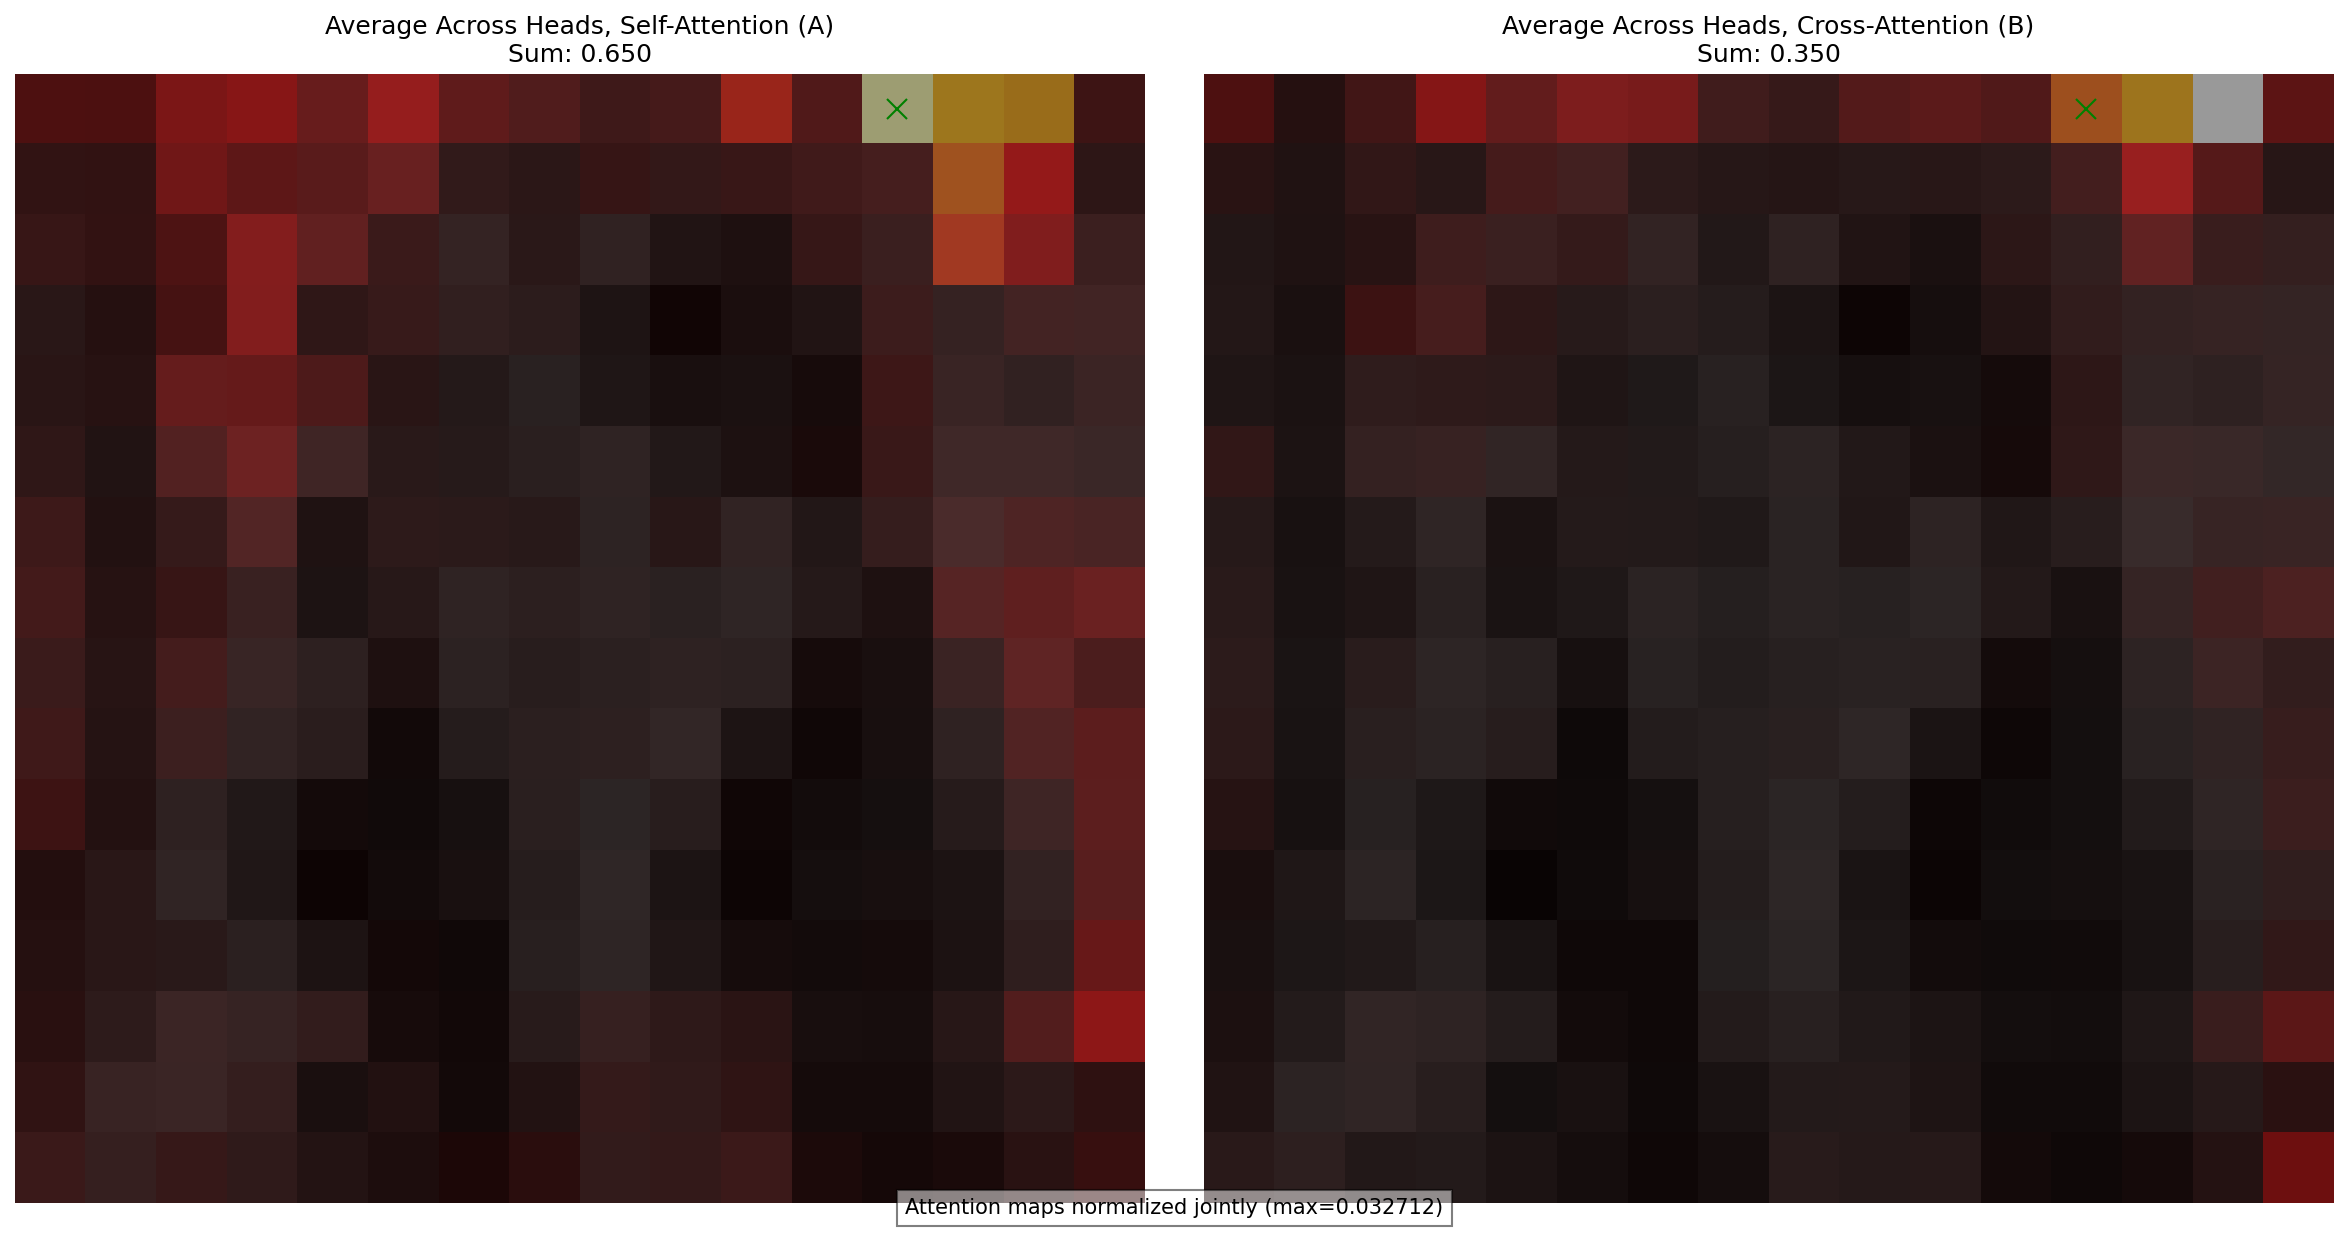 Average Across Heads, Self-Attention (A)
Sum: 0.650
Average Across Heads, Cross-Attention (B)
Sum: 0.350
Attention maps normalized jointly (max=0.032712)